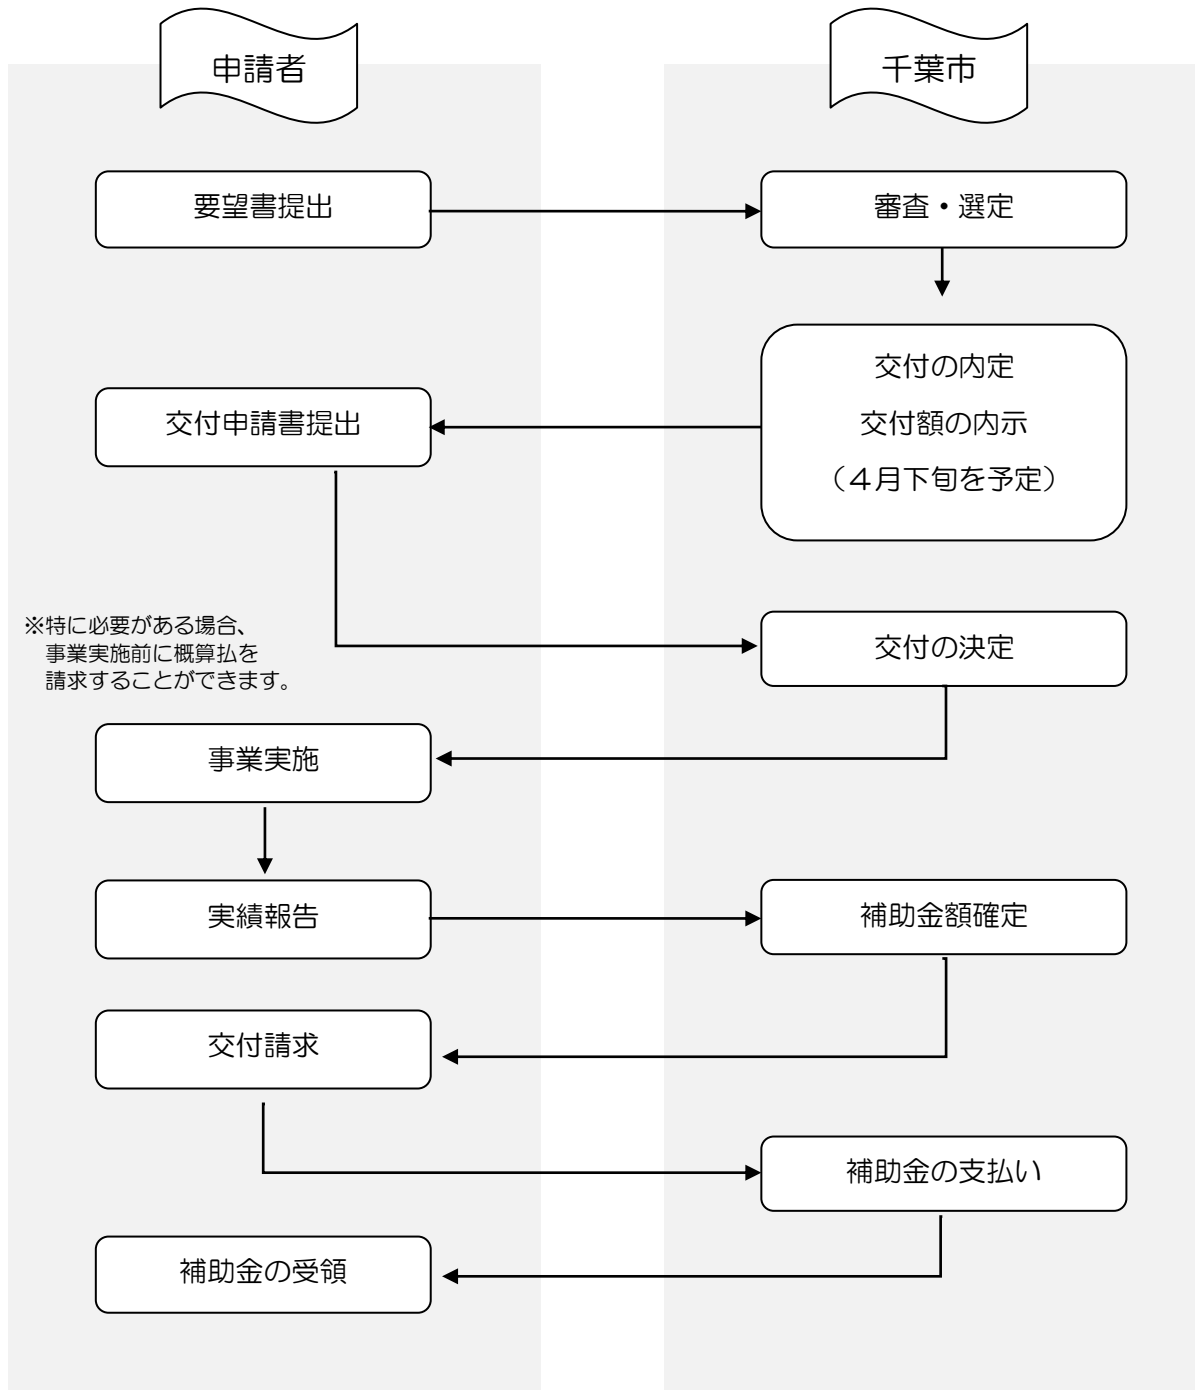 申請者
千葉市
要望書提出
審査・選定
交付の内定
交付額の内示
（４月下旬を予定）
交付申請書提出
※特に必要がある場合、
事業実施前に概算払を
請求することができます。
交付の決定
事業実施
実績報告
補助金額確定
交付請求
補助金の支払い
補助金の受領